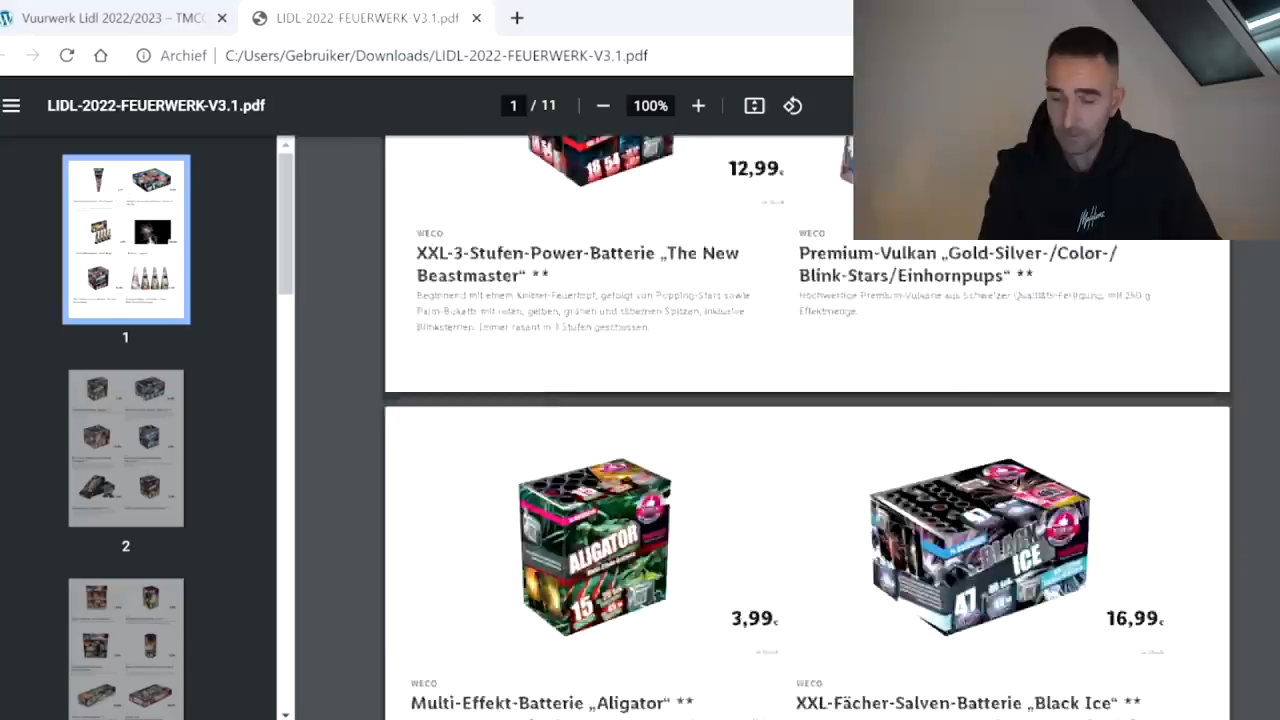 Vuurwerk Lidl 2022/2023 – TMC
LIDL-2022-FEUERWERK-V3.1.pdf
Archief
C:/Users/Gebruiker/Downloads/LIDL-2022-FEUERWERK-V3.1.pdf
LIDL-2022-FEUERWERK-V3.1.pdf
1 / 11
100%
1
2
18 54
12,99€
WECO
XXL-3-Stufen-Power-Batterie „The New
Beastmaster“ **
Beginnend mit einem Knister-Feuertopf, gefolgt von Popping-Stars sowie
Palm-Buketts mit roten, gelben, grünen und silbernen Spitzen, inklusive
Blinksternen. Immer rasant in 3 Stufen geschossen.
WECO
Premium-Vulkan „Gold-Silver-/Color-/
Blink-Stars/Einhornpups“ **
Hochwertige Premium-Vulkane aus Schweizer Qualitäts-Fertigung, mit 250 g
Effektmenge.
ALIGATOR
15
3,99€
BLACK
ICE
47
16,99€
WECO
Multi-Effekt-Batterie „Aligator“ **
WECO
XXL-Fächer-Salven-Batterie „Black Ice“ **